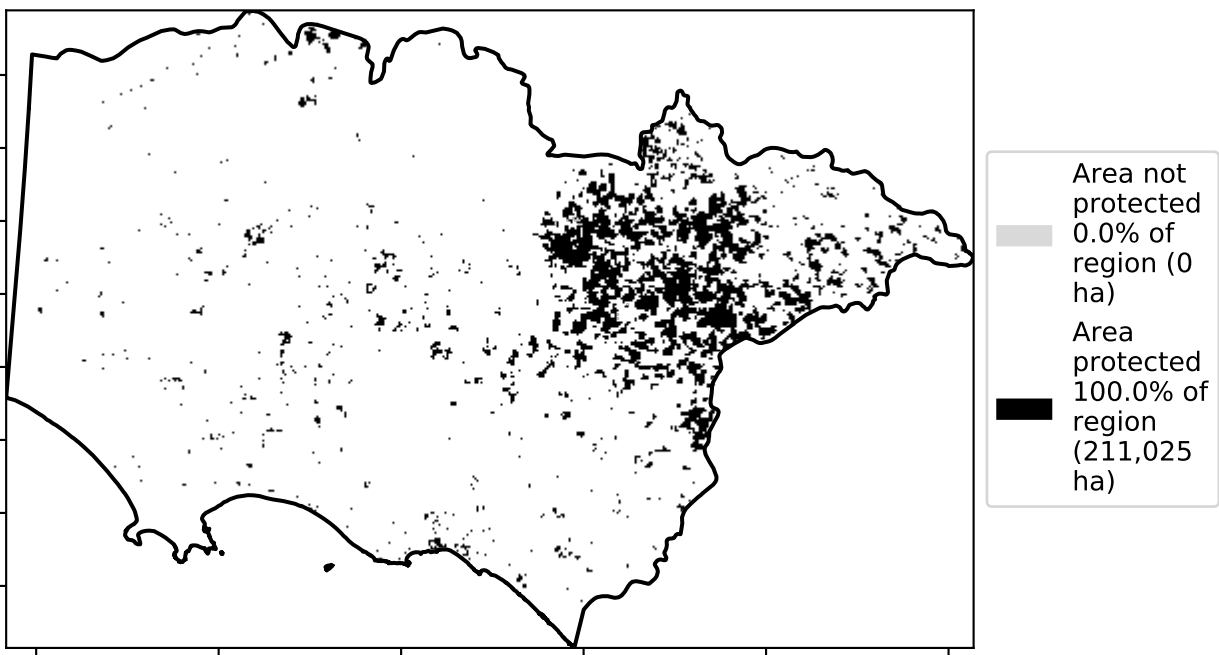 Area not
protected
0.0% of
region (0
ha)
Area
protected
100.0% of
region
(211,025
ha)